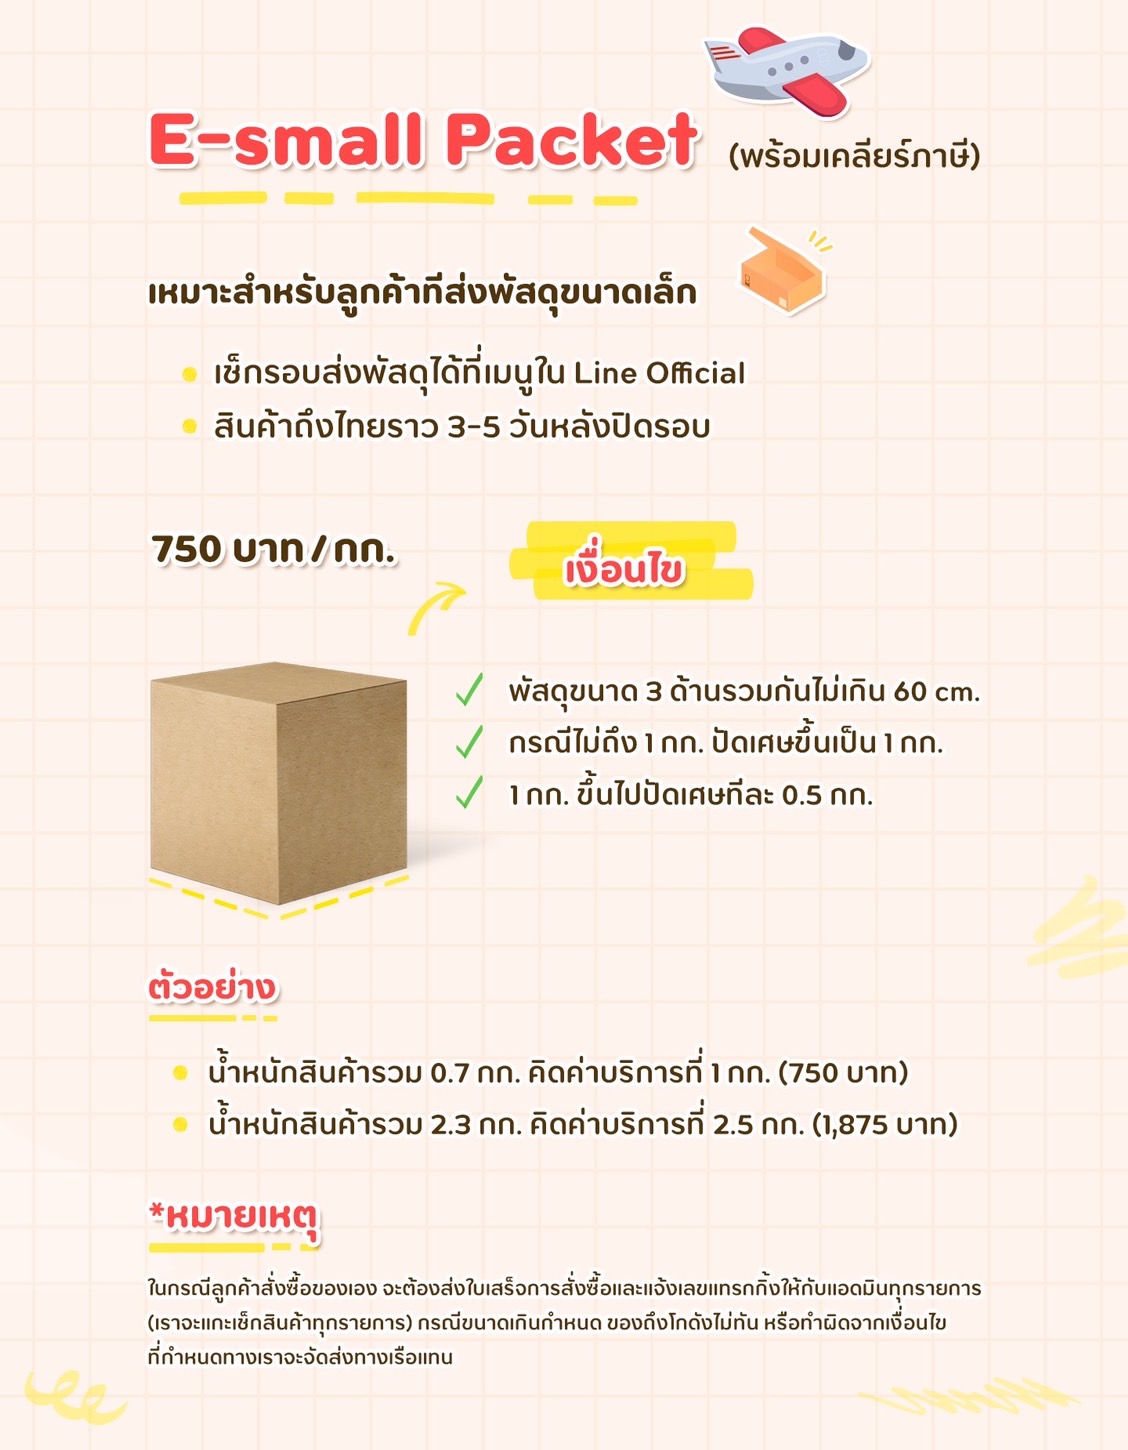 E-small Packet (พร้อมเคลียร์ภาษี)
เหมาะสำหรับลูกค้าที่ส่งพัสดุขนาดเล็ก
เช็กรอบส่งพัสดุได้ที่เมนูใน Line Official
สินค้าถึงไทยราว 3-5 วันหลังปิดรอบ
750 บาท / กก.
เงื่อนไข
พัสดุขนาด 3 ด้านรวมกันไม่เกิน 60 cm.
กรณีไม่ถึง 1 กก. ปัดเศษขึ้นเป็น 1 กก.
1 กก. ขึ้นไปปัดเศษทีละ 0.5 กก.
ตัวอย่าง
น้ำหนักสินค้ารวม 0.7 กก. คิดค่าบริการที่ 1 กก. (750 บาท)
น้ำหนักสินค้ารวม 2.3 กก. คิดค่าบริการที่ 2.5 กก. (1,875 บาท)
*หมายเหตุ
ในกรณีลูกค้าสั่งซื้อของเอง จะต้องส่งใบเสร็จการสั่งซื้อและแจ้งเลขแทรกกิ้งให้กับแอดมินทุกรายการ
(เราจะแกะเช็กสินค้าทุกรายการ) กรณีขนาดเกินกำหนด ของถึงโกดังไม่ทัน หรือทำผิดจากเงื่อนไข
ที่กำหนดทางเราจะจัดส่งทางเรือแทน